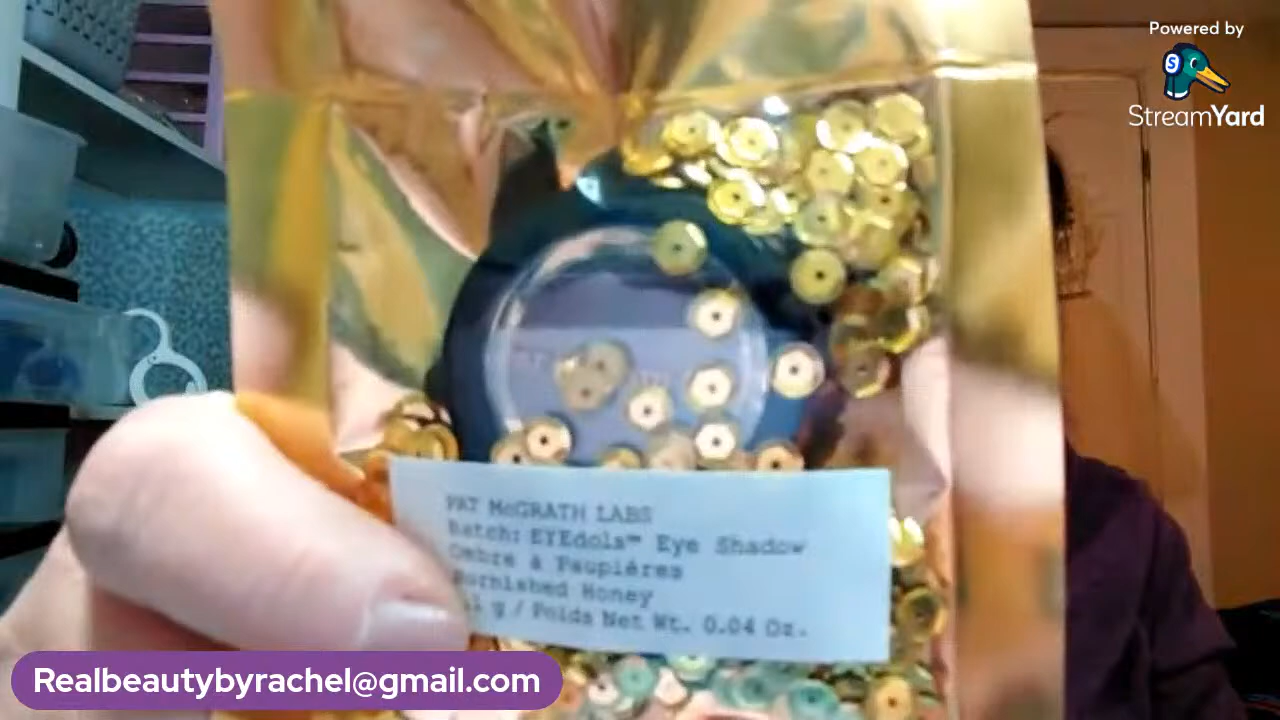 Powered by
StreamYard
PAT McGRATH LABS
Batch: EYEdols™ Eye Shadow
Ombre à Paupières
Burnished Honey
g / Poids Net Wt. 0.04 Oz.
Realbeautybyrachel@gmail.com